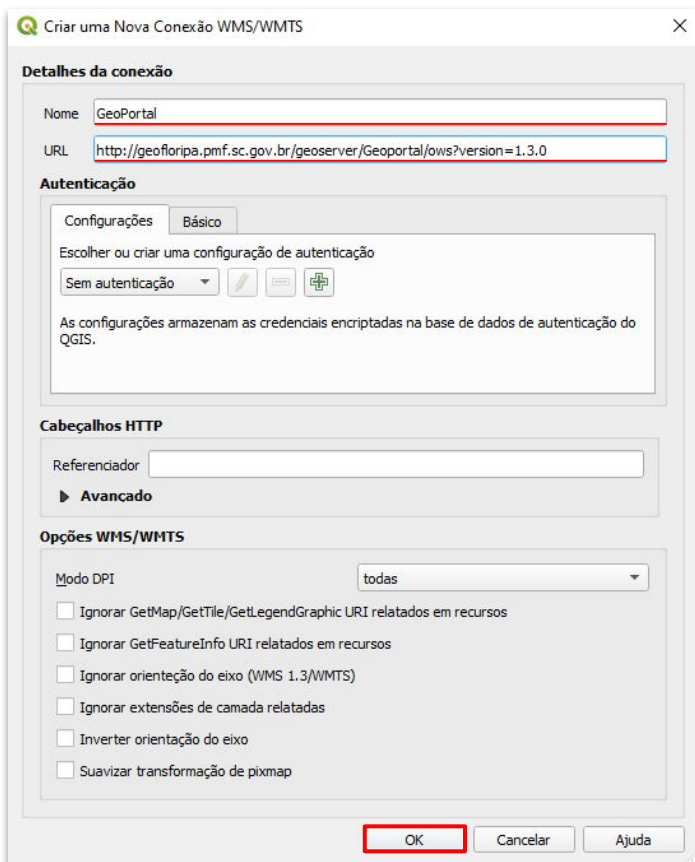 Criar uma Nova Conexão WMS/WMTS
Detalhes da conexão
Nome GeoPortal
URL http://geofloripa.pmf.sc.gov.br/geoserver/Geoportal/ows?version=1.3.0
Autenticação
Configurações Básico
Escolher ou criar uma configuração de autenticação
Sem autenticação
As configurações armazenam as credenciais encriptadas na base de dados de autenticação do
QGIS.
Cabeçalhos HTTP
Referenciador
Avançado
Opções WMS/WMTS
Modo DPI todas
Ignorar GetMap/GetTile/GetLegendGraphic URI relatados em recursos
Ignorar GetFeatureInfo URI relatados em recursos
Ignorar orienteção do eixo (WMS 1.3/WMTS)
Ignorar extensões de camada relatadas
Inverter orientação do eixo
Suavizar transformação de pixmap
OK Cancelar Ajuda